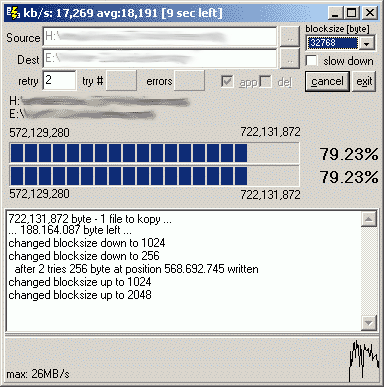 kb/s: 17,269 avg:18,191 [9 sec left]
Source H:
Dest E:\
blocksize [byte]
32768
slow down
retry 2 try # errors app del cancel exit
H:
E:\
572,129,280 722,131,872
79.23%
79.23%
572,129,280 722,131,872
722,131,872 byte - 1 file to kopy ...
... 188.164.087 byte left ...
changed blocksize down to 1024
changed blocksize down to 256
after 2 tries 256 byte at position 568.692.745 written
changed blocksize up to 1024
changed blocksize up to 2048
max: 26MB/s